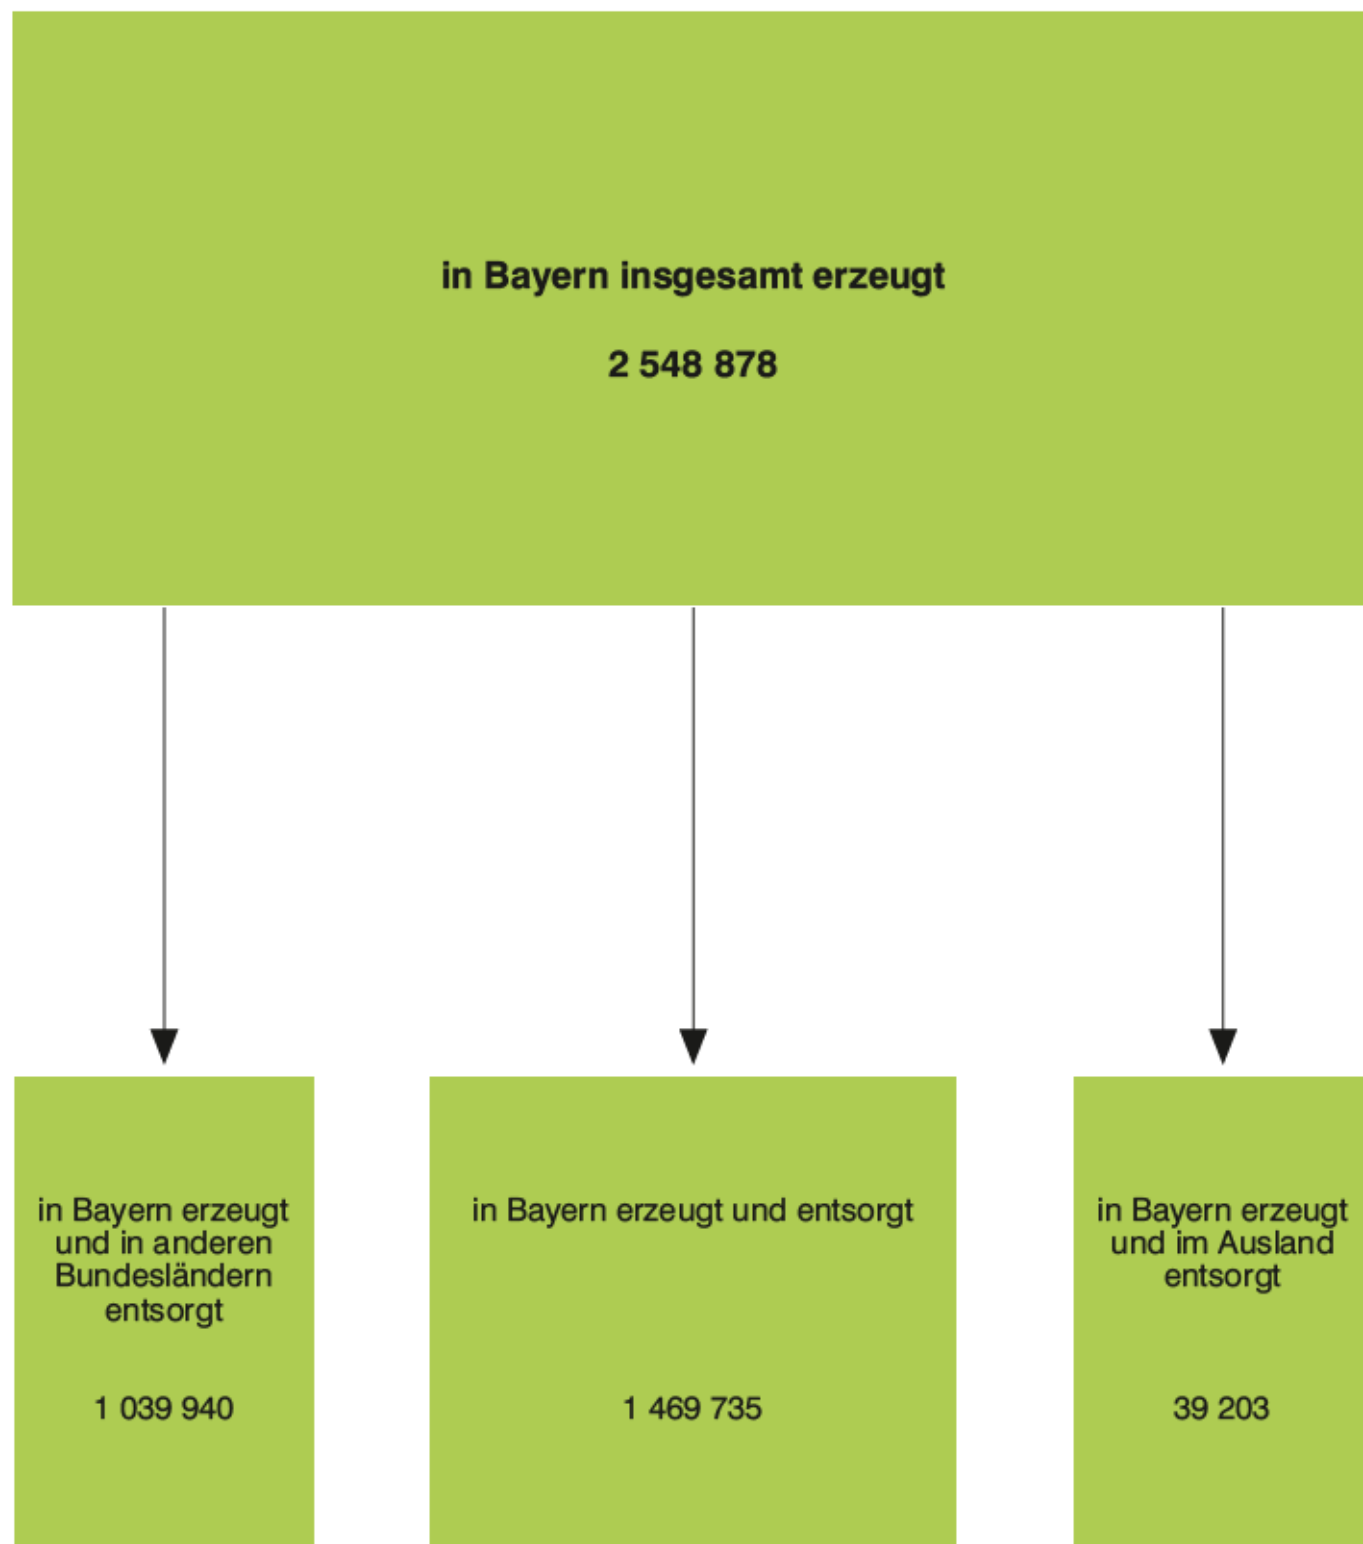 in Bayern insgesamt erzeugt
2 548 878
in Bayern erzeugt
und in anderen
Bundesländern
entsorgt
1 039 940
in Bayern erzeugt und entsorgt
1 469 735
in Bayern erzeugt
und im Ausland
entsorgt
39 203